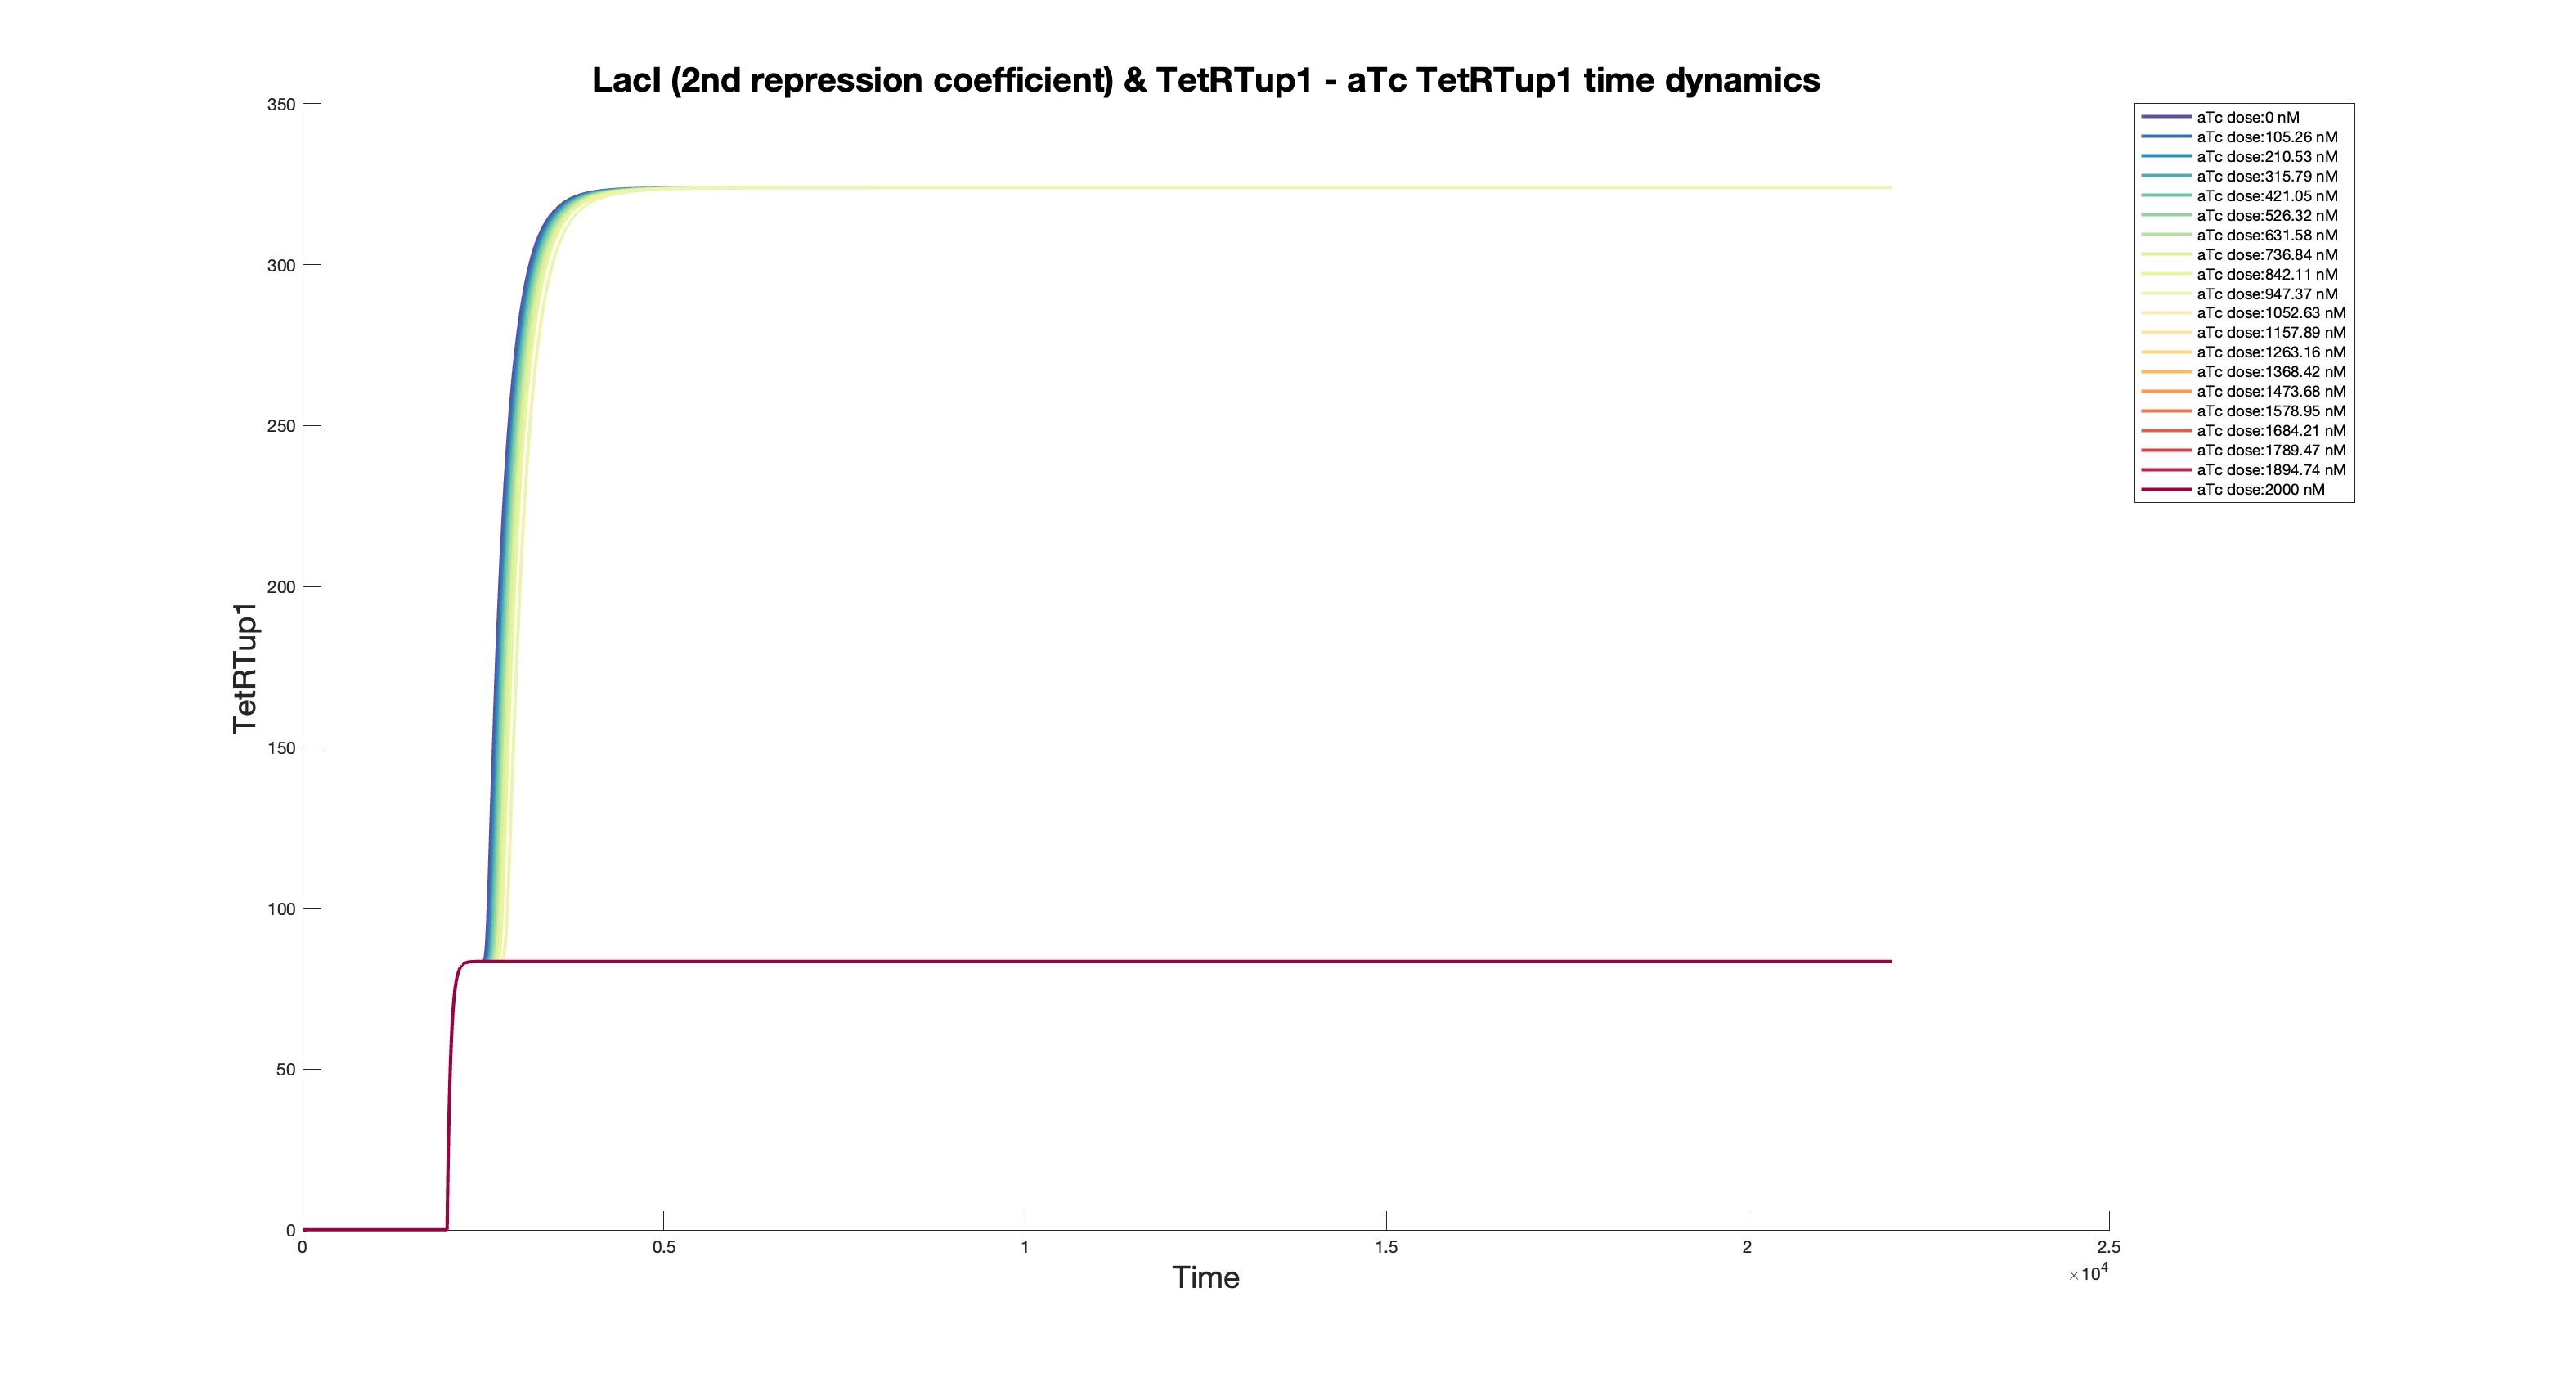 LacI (2nd repression coefficient) & TetRTup1 - aTc TetRTup1 time dynamics
350
300
250
200
150
100
50
0
TetRTup1
0
0.5
1
1.5
2
2.5
×10⁴
Time
aTc dose:0 nM
aTc dose:105.26 nM
aTc dose:210.53 nM
aTc dose:315.79 nM
aTc dose:421.05 nM
aTc dose:526.32 nM
aTc dose:631.58 nM
aTc dose:736.84 nM
aTc dose:842.11 nM
aTc dose:947.37 nM
aTc dose:1052.63 nM
aTc dose:1157.89 nM
aTc dose:1263.16 nM
aTc dose:1368.42 nM
aTc dose:1473.68 nM
aTc dose:1578.95 nM
aTc dose:1684.21 nM
aTc dose:1789.47 nM
aTc dose:1894.74 nM
aTc dose:2000 nM